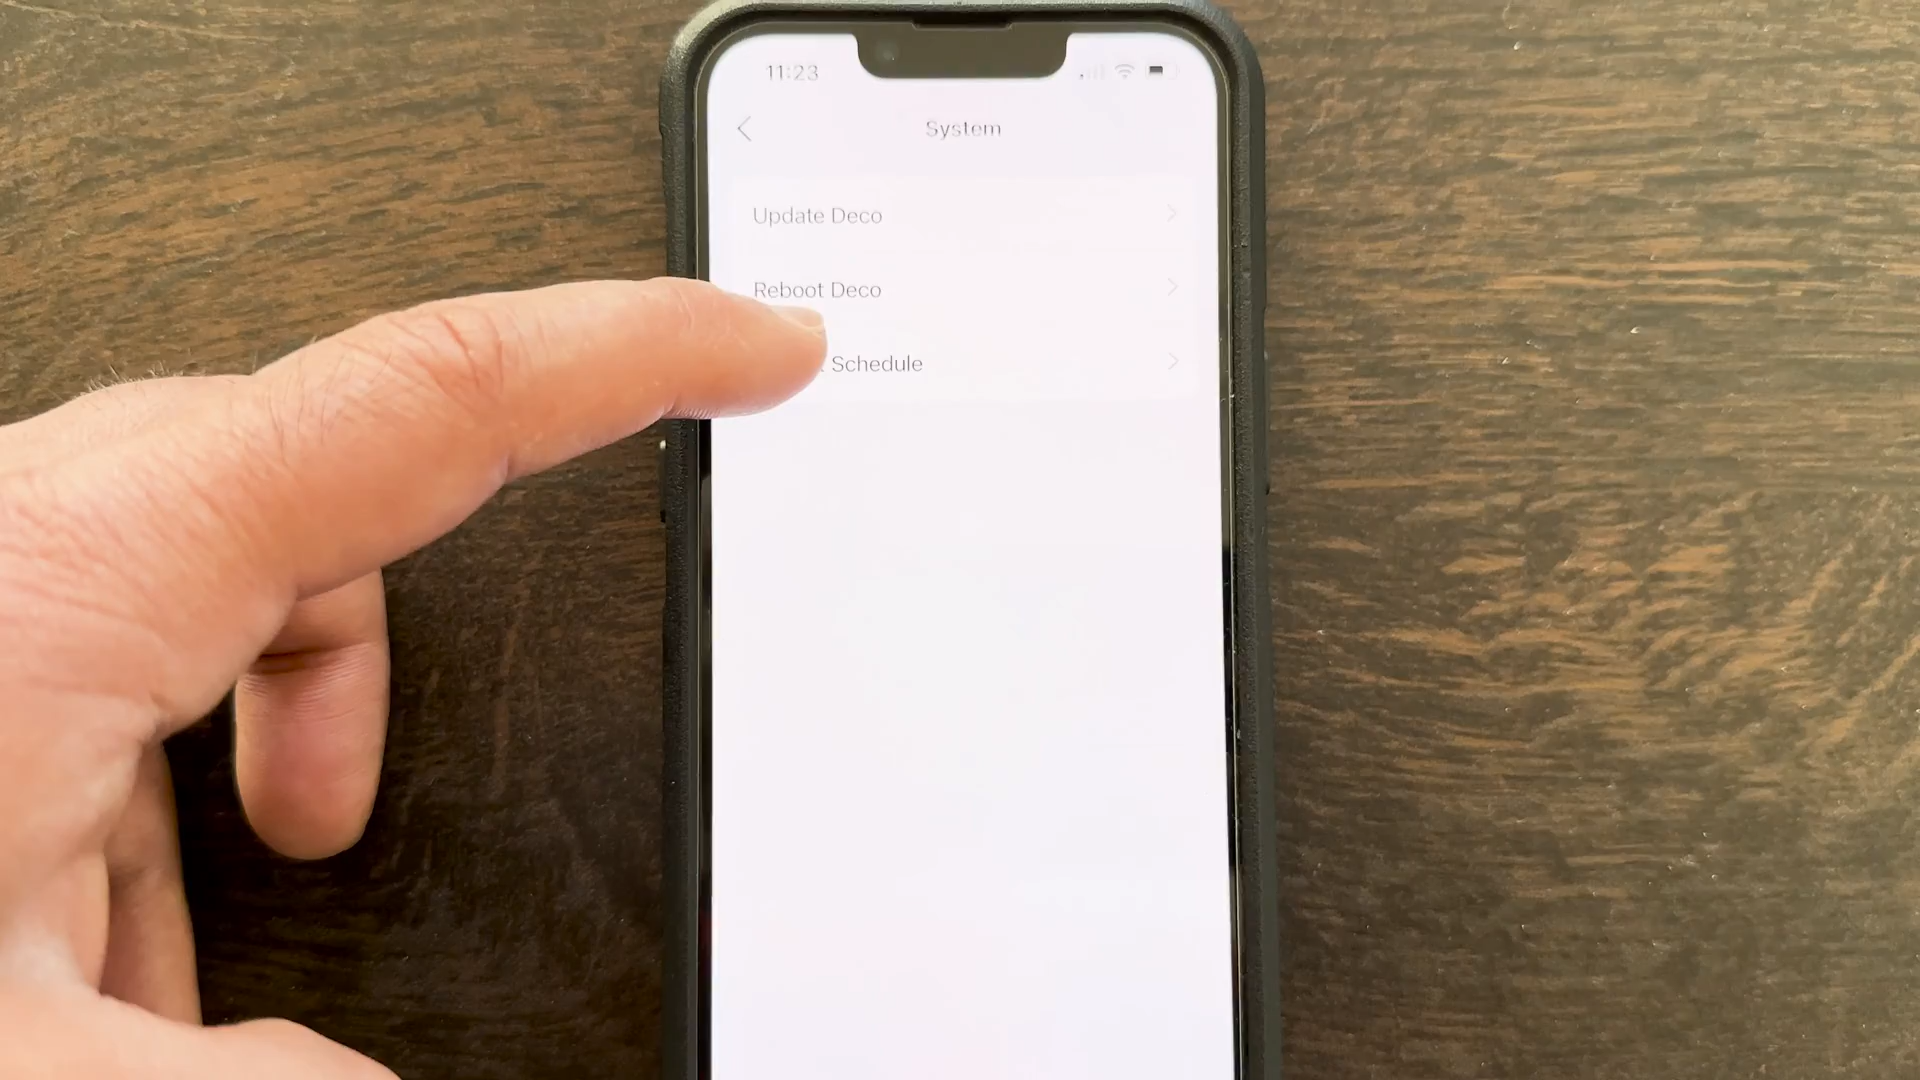 11:23
System
Update Deco
Reboot Deco
Schedule